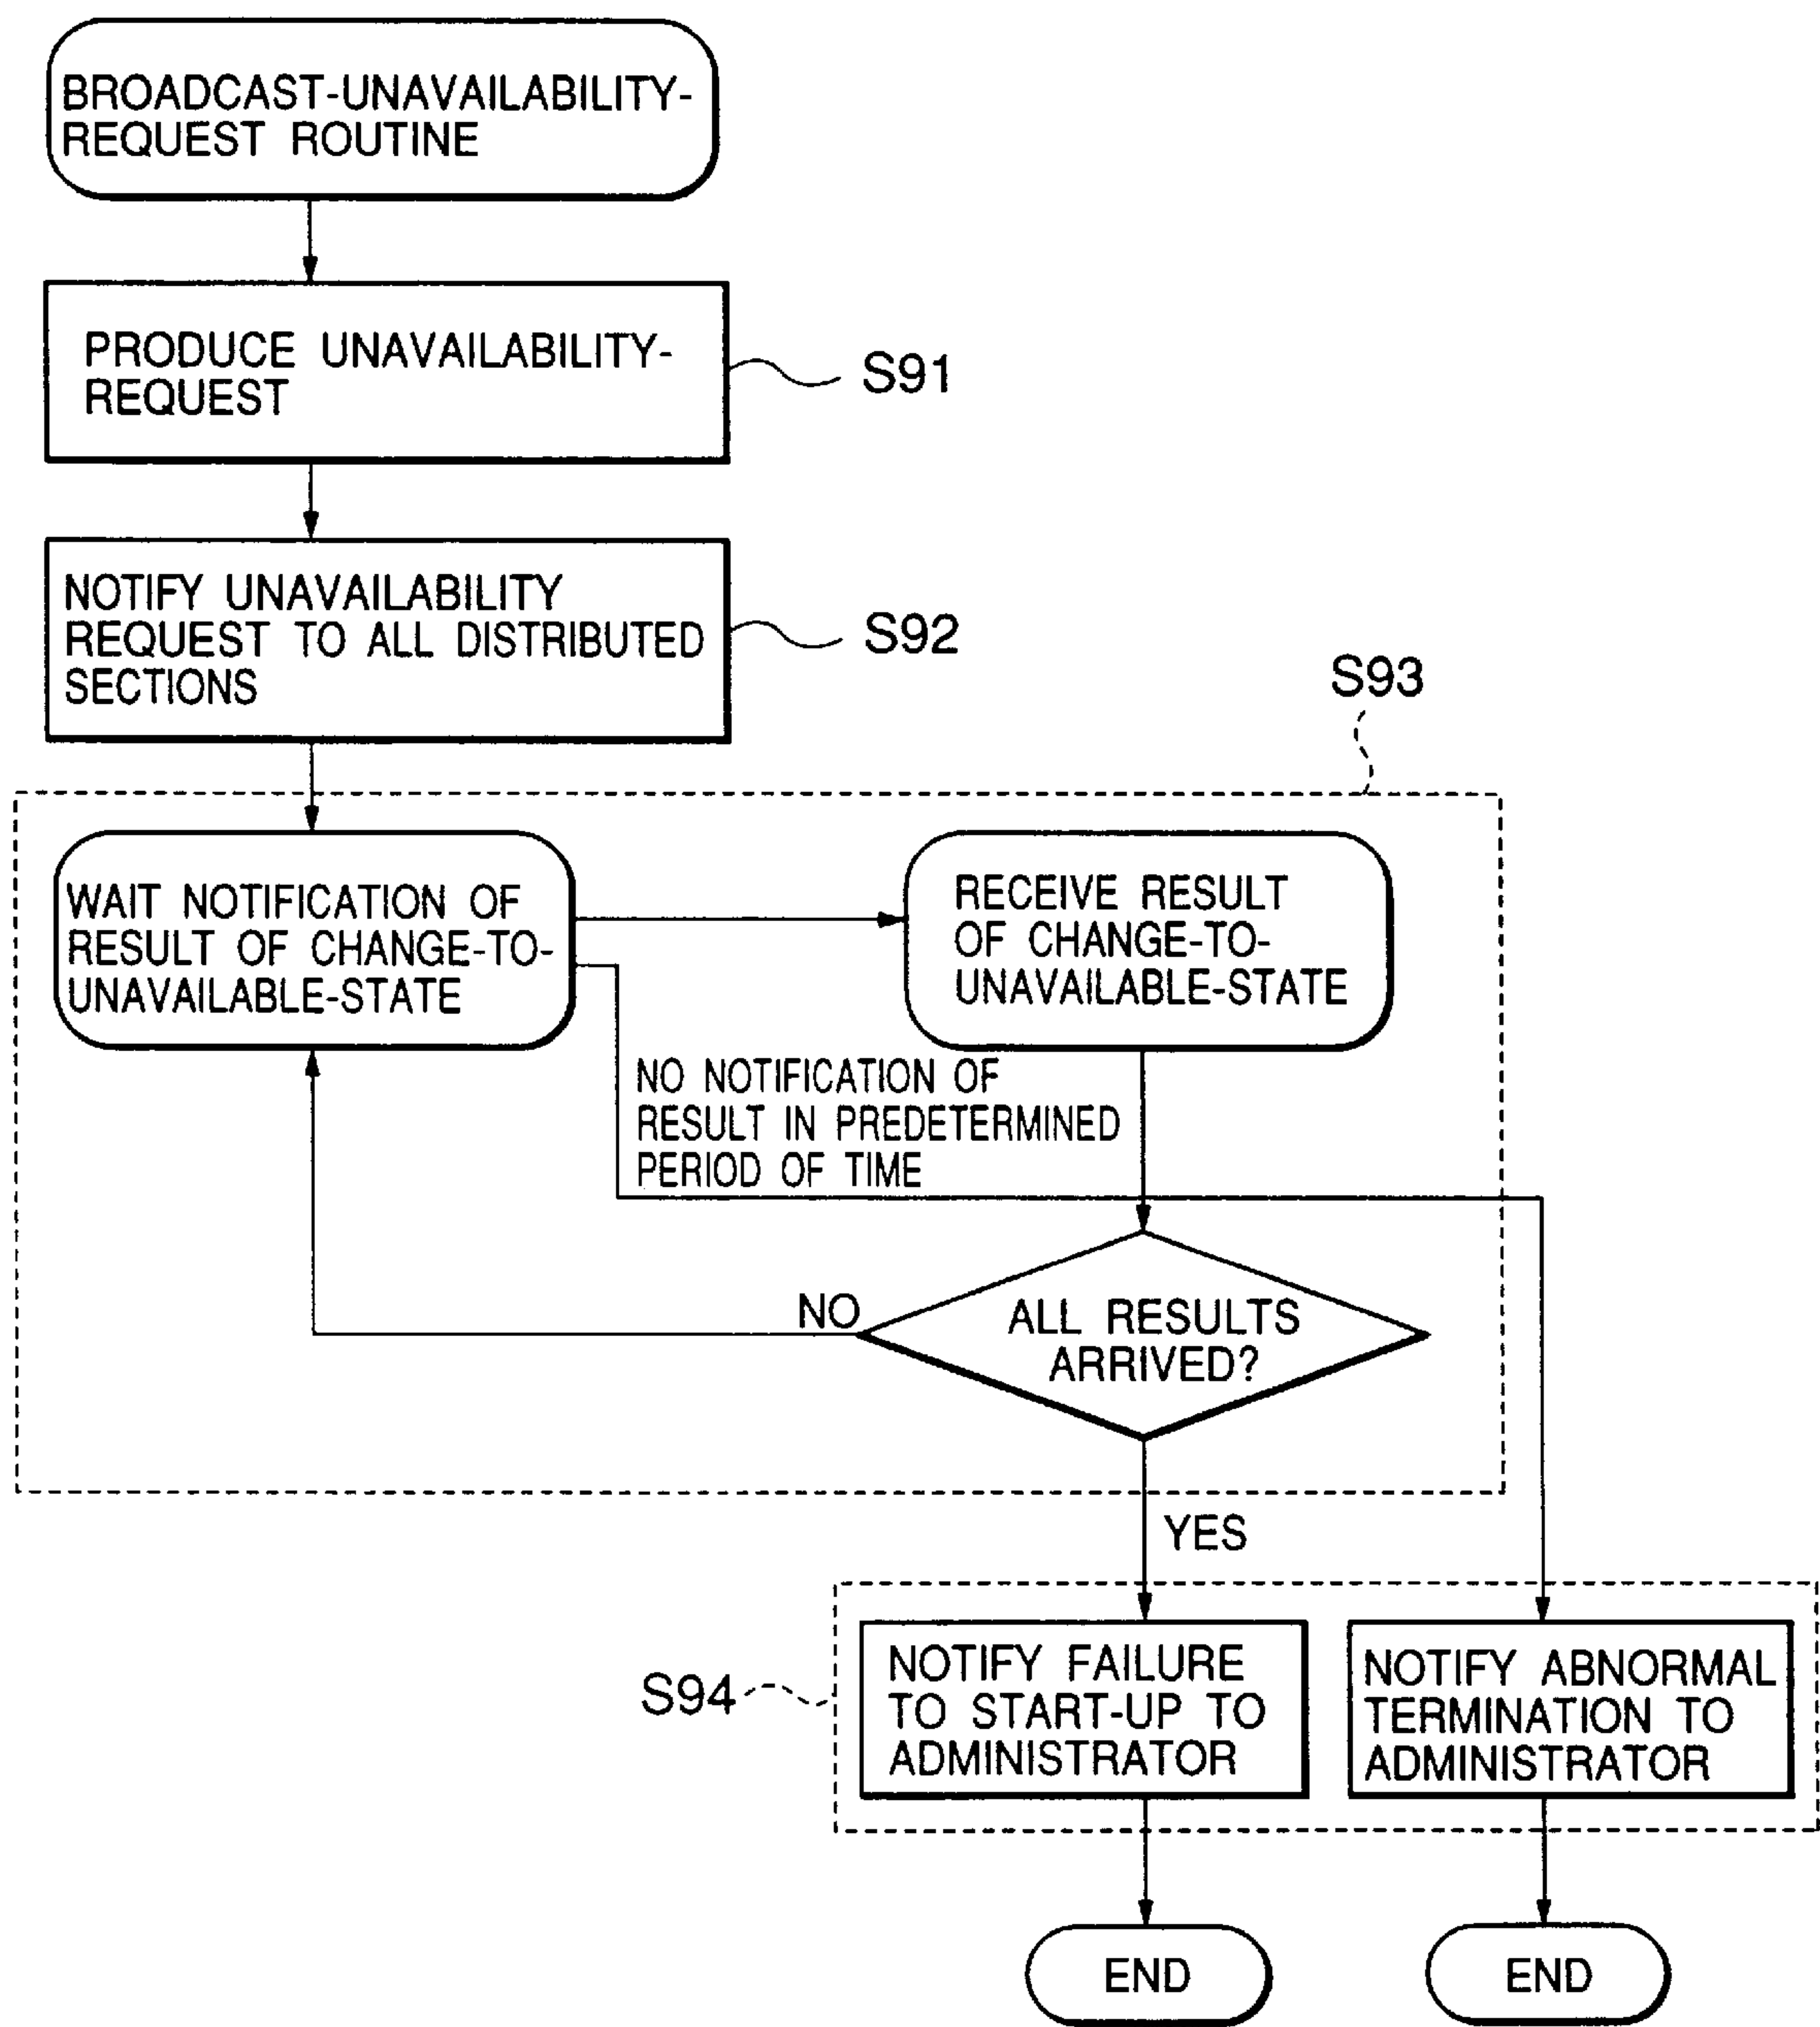 BROADCAST-UNAVAILABILITY-
REQUEST ROUTINE
PRODUCE UNAVAILABILITY-
REQUEST
S91
NOTIFY UNAVAILABILITY
REQUEST TO ALL DISTRIBUTED
SECTIONS
S92
S93
WAIT NOTIFICATION OF
RESULT OF CHANGE-TO-
UNAVAILABLE-STATE
RECEIVE RESULT
OF CHANGE-TO-
UNAVAILABLE-STATE
NO NOTIFICATION OF
RESULT IN PREDETERMINED
PERIOD OF TIME
NO
ALL RESULTS
ARRIVED?
YES
S94
NOTIFY FAILURE
TO START-UP TO
ADMINISTRATOR
NOTIFY ABNORMAL
TERMINATION TO
ADMINISTRATOR
END
END